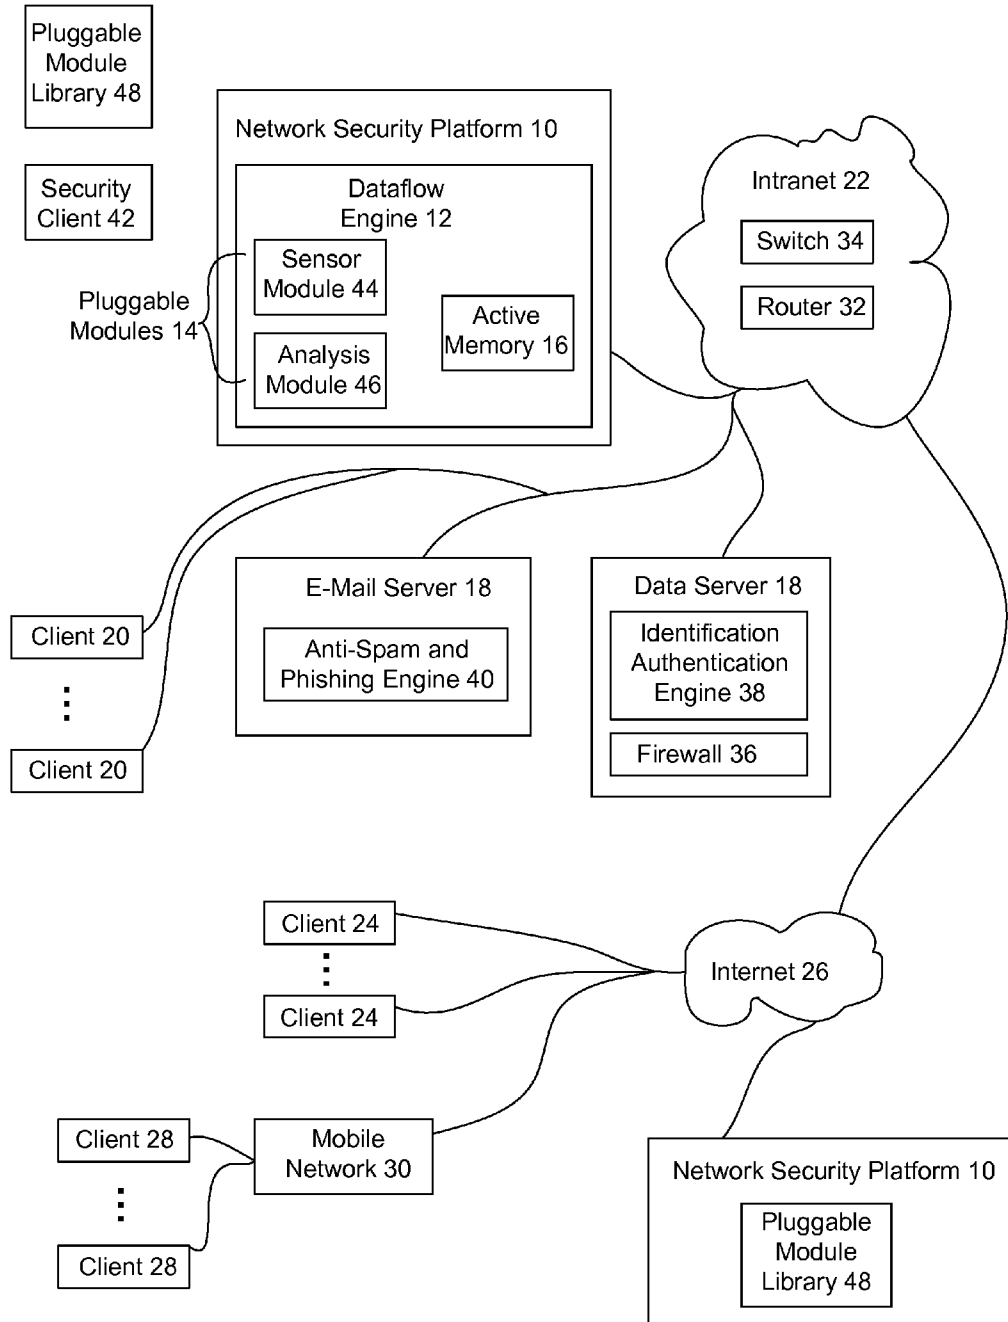 Pluggable
Module
Library 48
Network Security Platform 10
Security
Client 42
Dataflow
Engine 12
Sensor
Module 44
Pluggable
Modules 14
Analysis
Module 46
Active
Memory 16
Intranet 22
Switch 34
Router 32
E-Mail Server 18
Anti-Spam and
Phishing Engine 40
Data Server 18
Identification
Authentication
Engine 38
Firewall 36
Client 20
Client 20
Client 24
Client 24
Internet 26
Client 28
Client 28
Mobile
Network 30
Network Security Platform 10
Pluggable
Module
Library 48